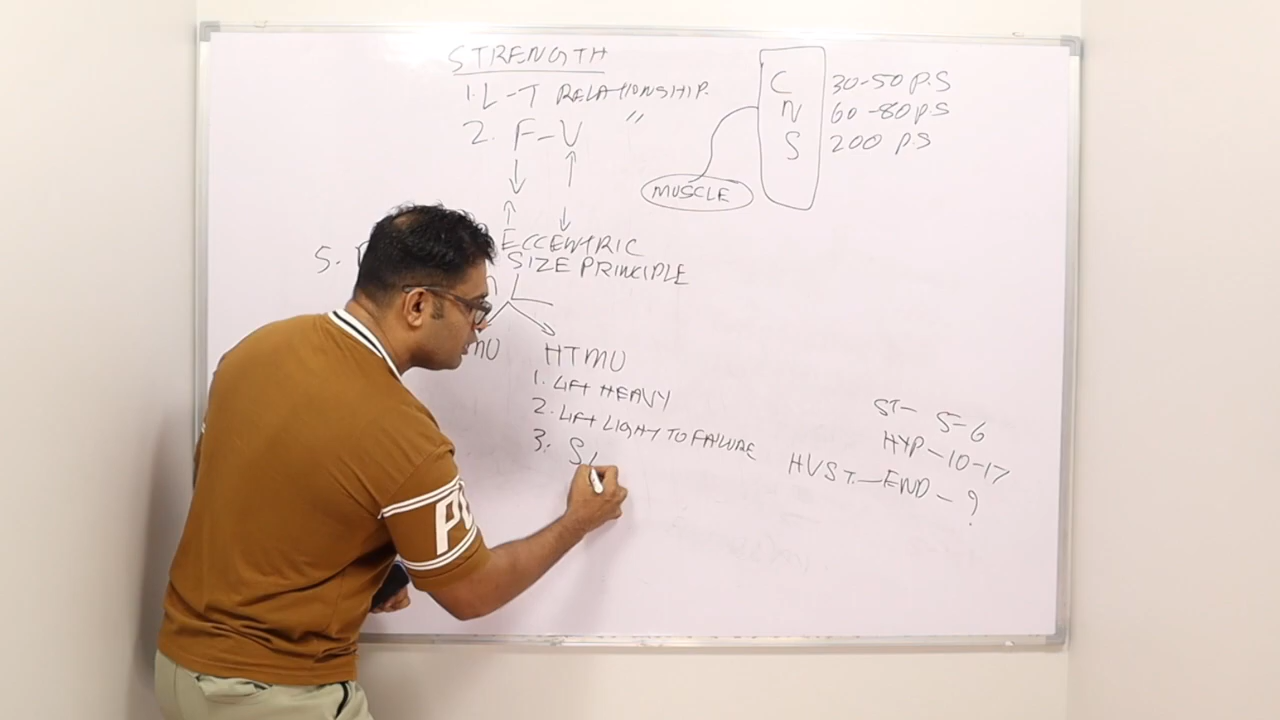 STRENGTH
1. L-T RELATIONSHIP.
2. F-V "
C 30-50 P.S
N 60-80 P.S
S 200 P.S
MUSCLE
ECCENTRIC
5. SIZE PRINCIPLE
MU HTMU
1. LIFT HEAVY
2. LIFT LIGHT TO FAILURE
3. S
ST- 5-6
HYP-10-17
HVST.-END-?